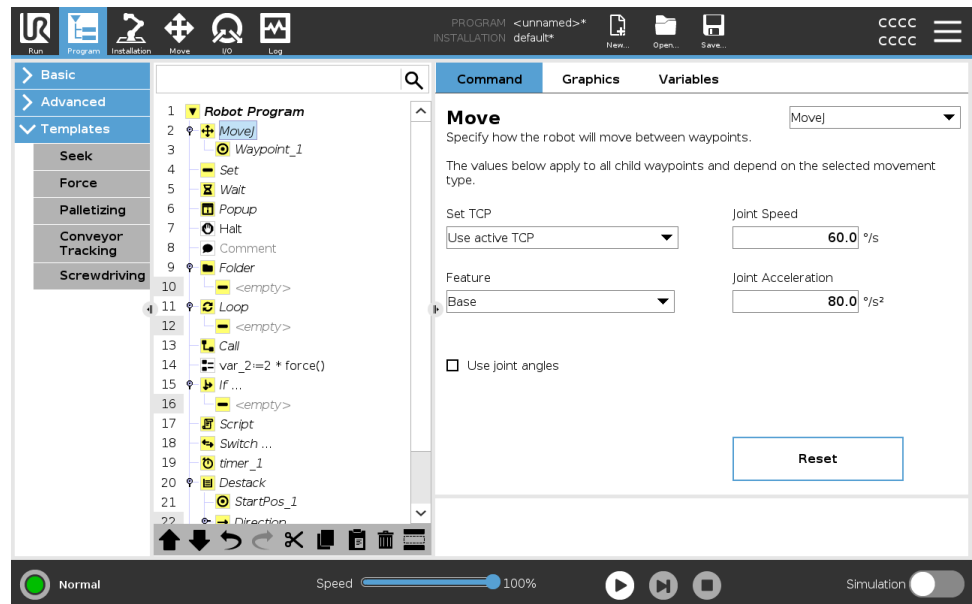 PROGRAM <unnamed>*
INSTALLATION default*
CCCC
CCCC
Run
Program
Installation
Move
I/O
Log
New...
Open...
Save...
Basic
Advanced
Templates
Seek
Force
Palletizing
Conveyor
Tracking
Screwdriving
1 Robot Program
2 MoveJ
3 Waypoint_1
4 Set
5 Wait
6 Popup
7 Halt
8 Comment
9 Folder
10 <empty>
11 Loop
12 <empty>
13 Call
14 var_2:=2 * force()
15 If ...
16 <empty>
17 Script
18 Switch ...
19 timer_1
20 Destack
21 StartPos_1
22 Direction
Command
Graphics
Variables
Move
MoveJ
Specify how the robot will move between waypoints.
The values below apply to all child waypoints and depend on the selected movement
type.
Set TCP
Joint Speed
Use active TCP
60.0 °/s
Feature
Joint Acceleration
Base
80.0 °/s²
Use joint angles
Reset
Normal
Speed
100%
Simulation